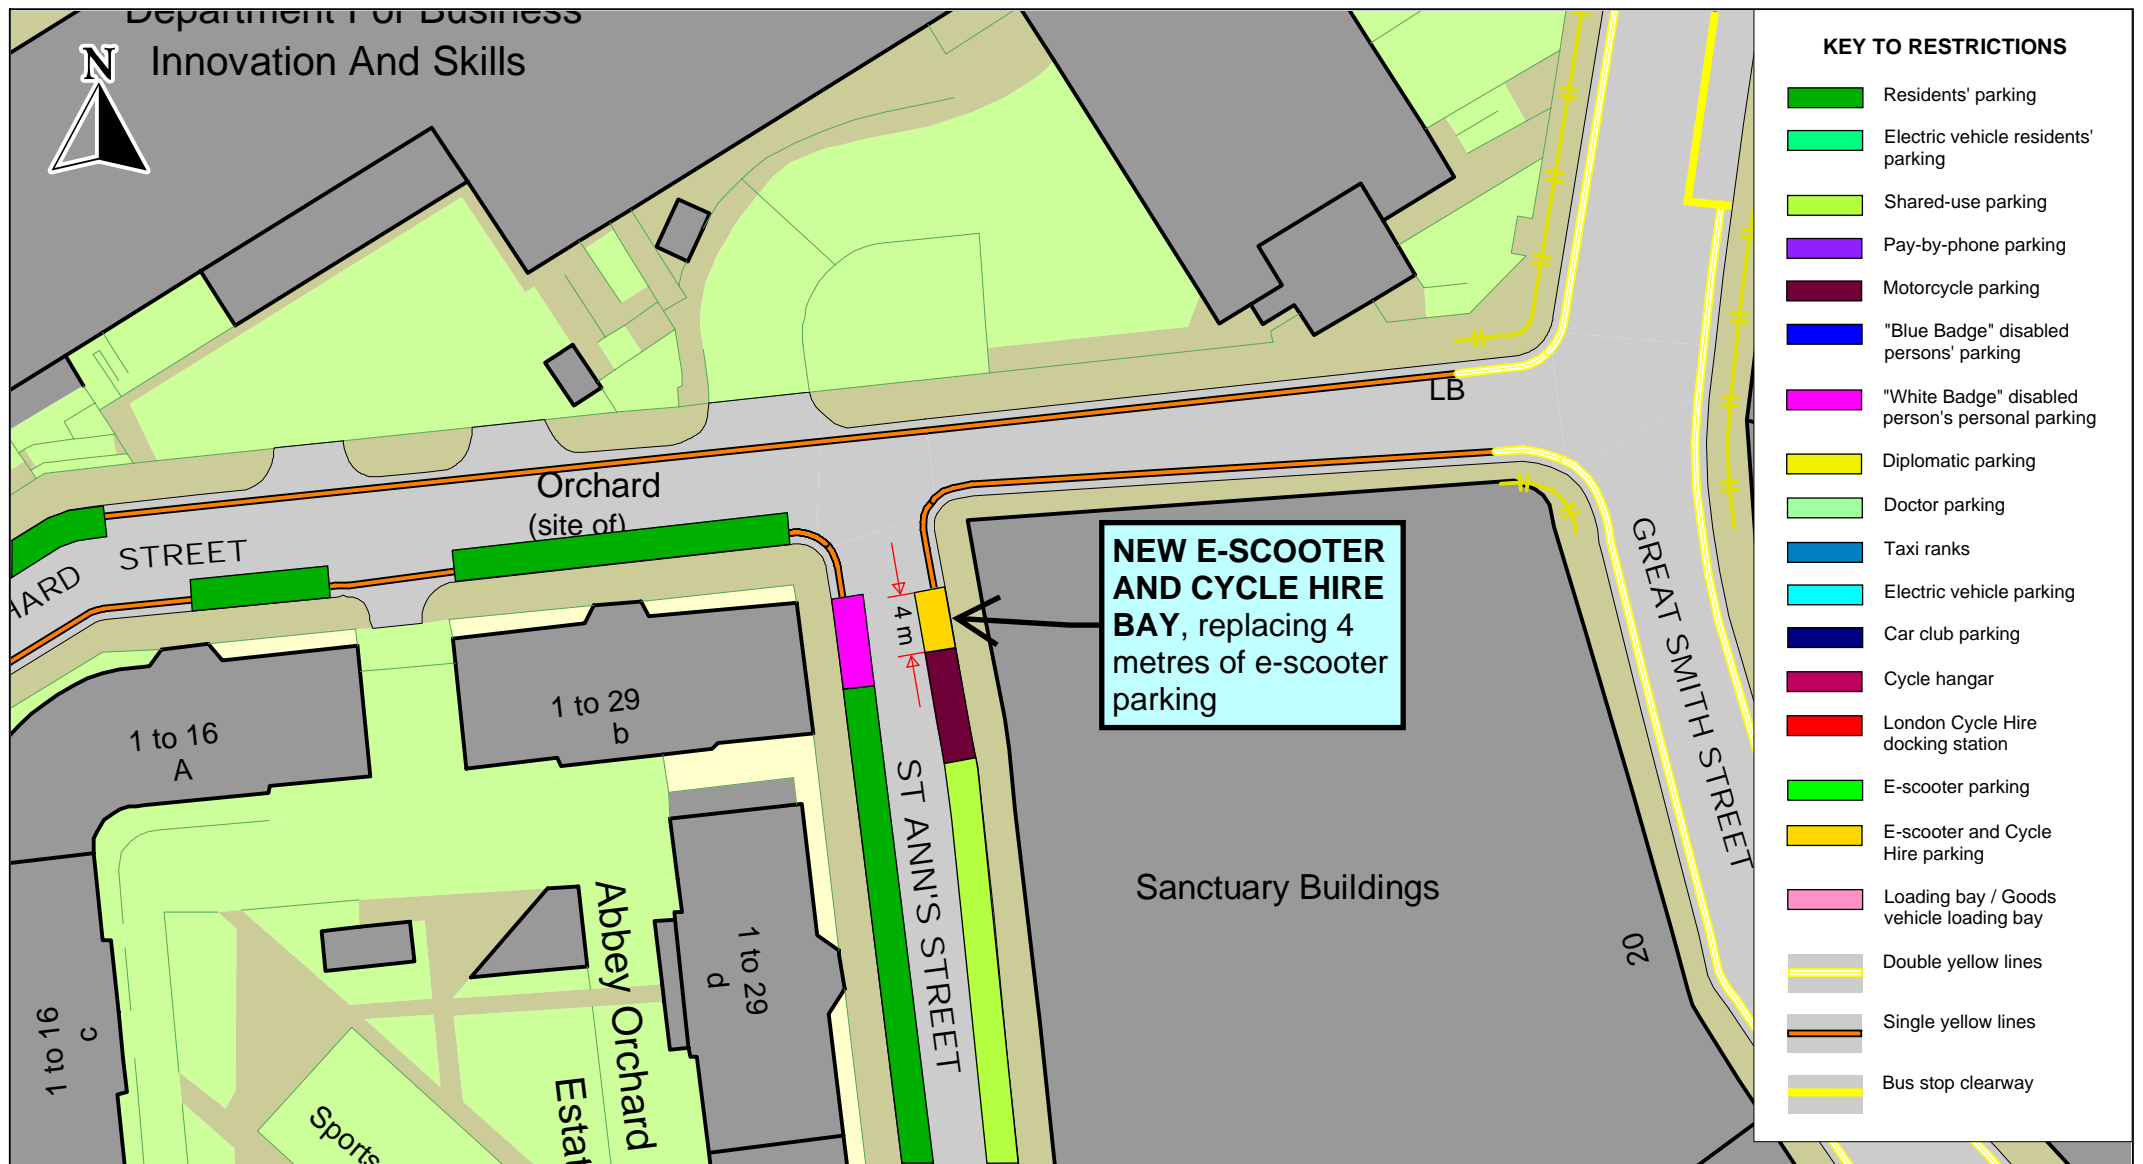 Department For Business
Innovation And Skills
N
LB
Orchard
(site of)
STREET
HARD
4 m
NEW E-SCOOTER
AND CYCLE HIRE
BAY, replacing 4
metres of e-scooter
parking
GREAT SMITH STREET
1 to 29
b
1 to 16
A
ST ANN'S STREET
Sanctuary Buildings
Abbey Orchard
Estat
1 to 29
d
20
1 to 16
c
Sports
KEY TO RESTRICTIONS
Residents' parking
Electric vehicle residents'
parking
Shared-use parking
Pay-by-phone parking
Motorcycle parking
"Blue Badge" disabled
persons' parking
"White Badge" disabled
person's personal parking
Diplomatic parking
Doctor parking
Taxi ranks
Electric vehicle parking
Car club parking
Cycle hangar
London Cycle Hire
docking station
E-scooter parking
E-scooter and Cycle
Hire parking
Loading bay / Goods
vehicle loading bay
Double yellow lines
Single yellow lines
Bus stop clearway